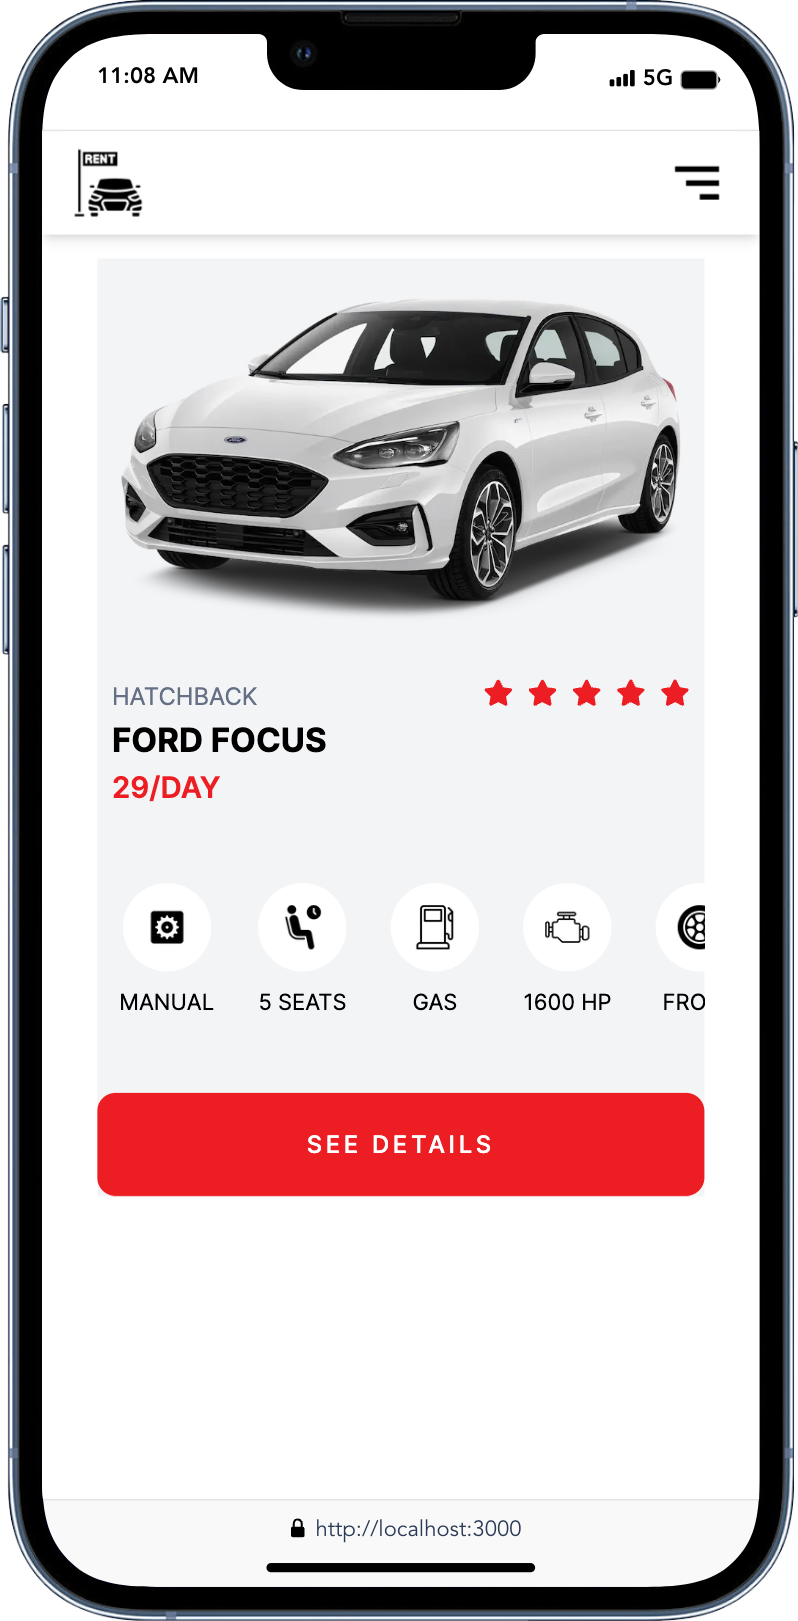 11:08 AM
5G
RENT
HATCHBACK
FORD FOCUS
29/DAY
MANUAL
5 SEATS
GAS
1600 HP
FRO
SEE DETAILS
http://localhost:3000